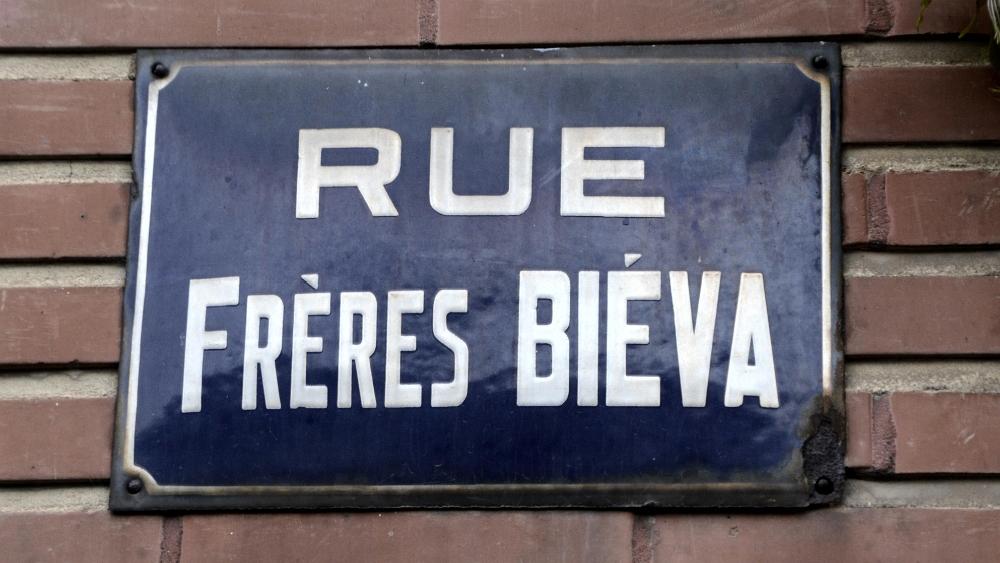 RUE
FRÈRES BIÉVA